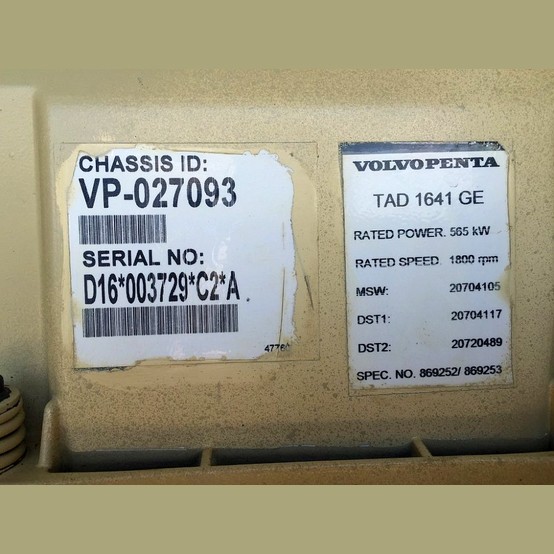 CHASSIS ID:
VP-027093
SERIAL NO:
D16*003729*C2*A
47760
VOLVO PENTA
TAD 1641 GE
RATED POWER. 565 kW
RATED SPEED. 1800 rpm
MSW: 20704105
DST1: 20704117
DST2: 20720489
SPEC. NO. 869252/ 869253